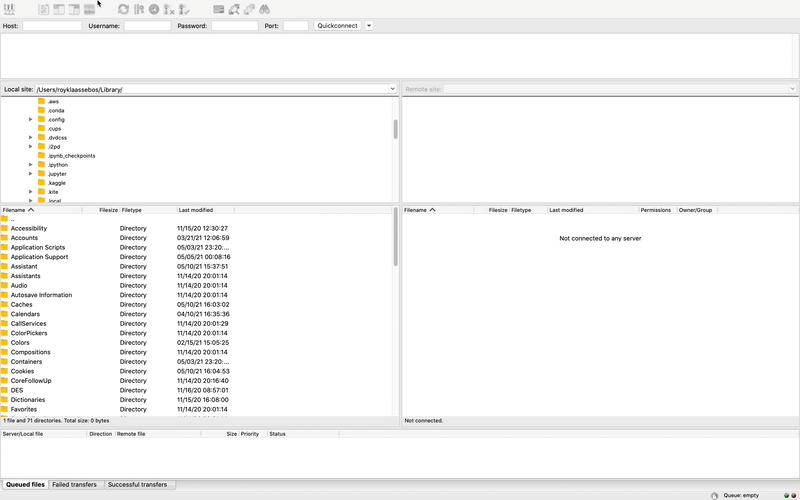 Host: Username: Password: Port: Quickconnect
Local site: /Users/royklaassebos/Library/
Remote site:
.aws
.conda
.config
.cups
.dvdcss
.i2pd
.ipynb_checkpoints
.ipython
.jupyter
.kaggle
.kite
.local
Filename Filesize Filetype Last modified
..
Accessibility Directory 11/15/20 12:30:27
Accounts Directory 03/21/21 12:06:59
Application Scripts Directory 05/03/21 23:20:...
Application Support Directory 05/05/21 00:08:16
Assistant Directory 05/10/21 15:37:51
Assistants Directory 11/14/20 20:01:14
Audio Directory 11/14/20 20:01:14
Autosave Information Directory 11/14/20 20:01:14
Caches Directory 05/10/21 16:03:02
Calendars Directory 04/10/21 16:35:36
CallServices Directory 11/14/20 20:01:29
ColorPickers Directory 11/14/20 20:01:14
Colors Directory 02/15/21 15:05:25
Compositions Directory 11/14/20 20:01:14
Containers Directory 05/03/21 23:20:...
Cookies Directory 05/10/21 16:04:53
CoreFollowUp Directory 11/14/20 20:16:40
DES Directory 11/16/20 08:57:01
Dictionaries Directory 11/15/20 16:08:00
Favorites Directory 11/14/20 20:01:14
1 file and 71 directories. Total size: 0 bytes
Filename Filesize Filetype Last modified Permissions Owner/Group
Not connected to any server
Not connected.
Server/Local file Direction Remote file Size Priority Status
Queued files Failed transfers Successful transfers
Queue: empty